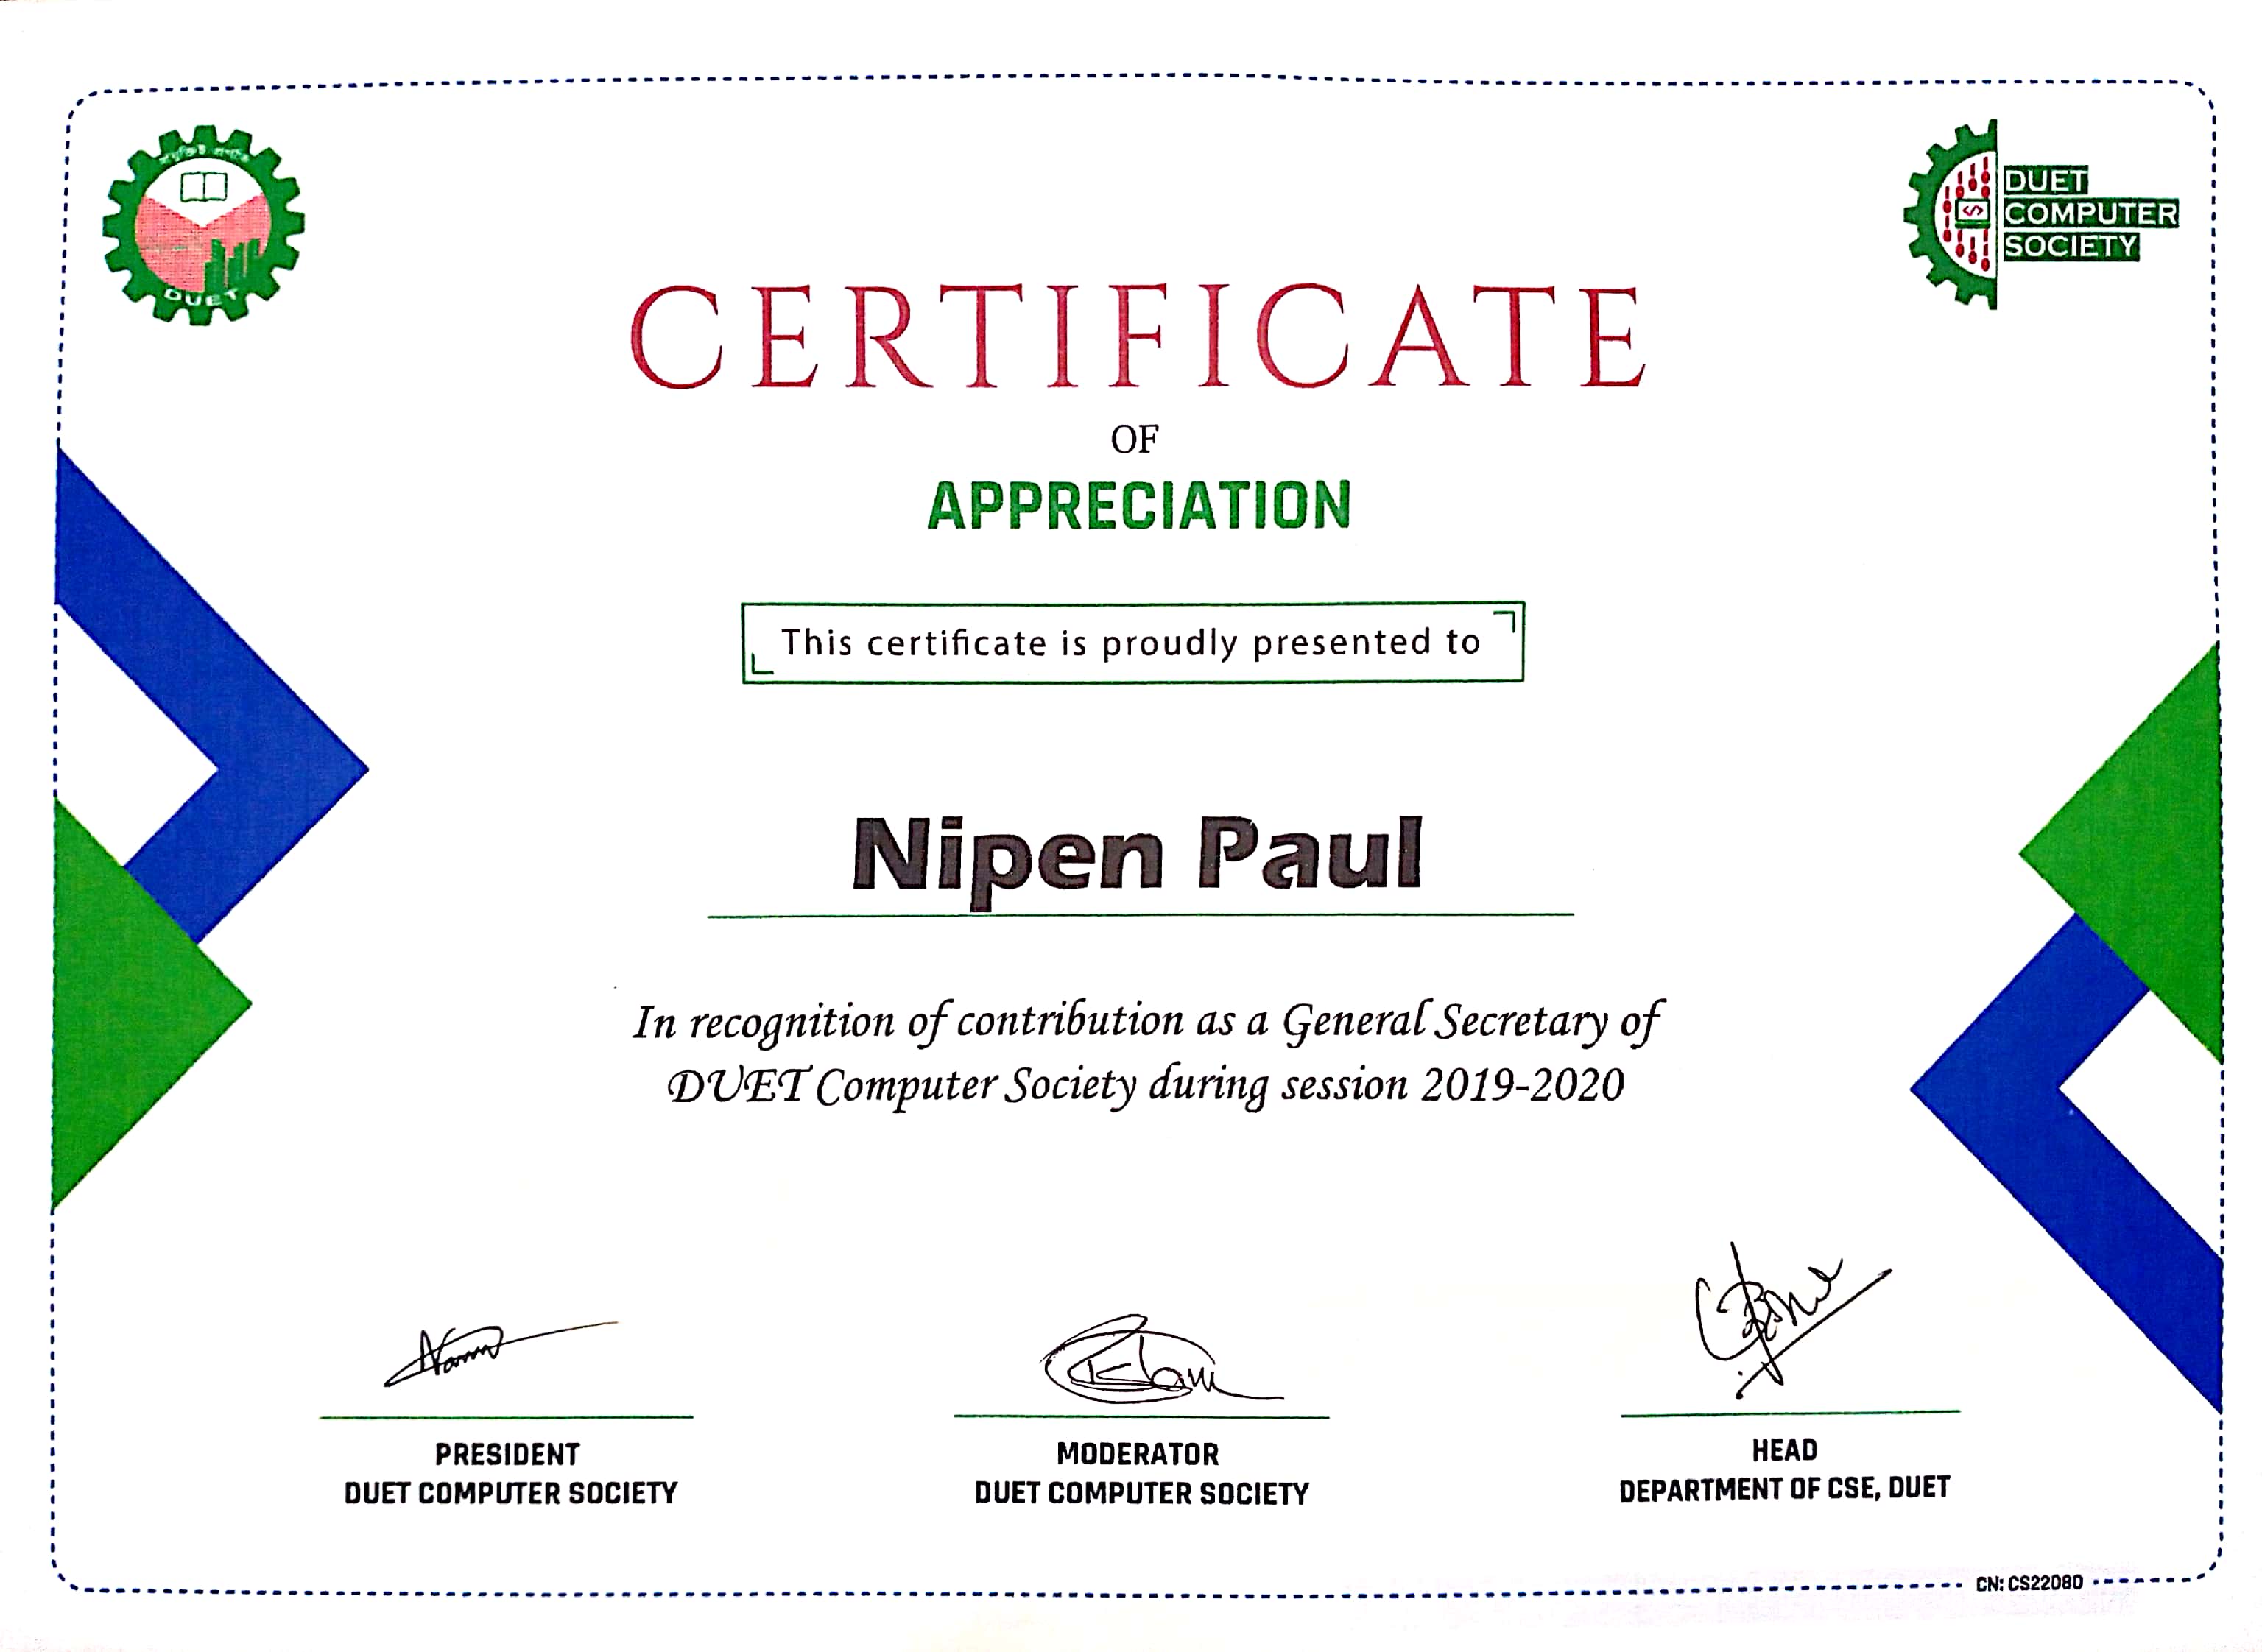 DUET
DUET
COMPUTER
SOCIETY
CERTIFICATE
OF
APPRECIATION
This certificate is proudly presented to
Nipen Paul
In recognition of contribution as a General Secretary of
DUET Computer Society during session 2019-2020
PRESIDENT
DUET COMPUTER SOCIETY
MODERATOR
DUET COMPUTER SOCIETY
HEAD
DEPARTMENT OF CSE, DUET
CN: CS22080